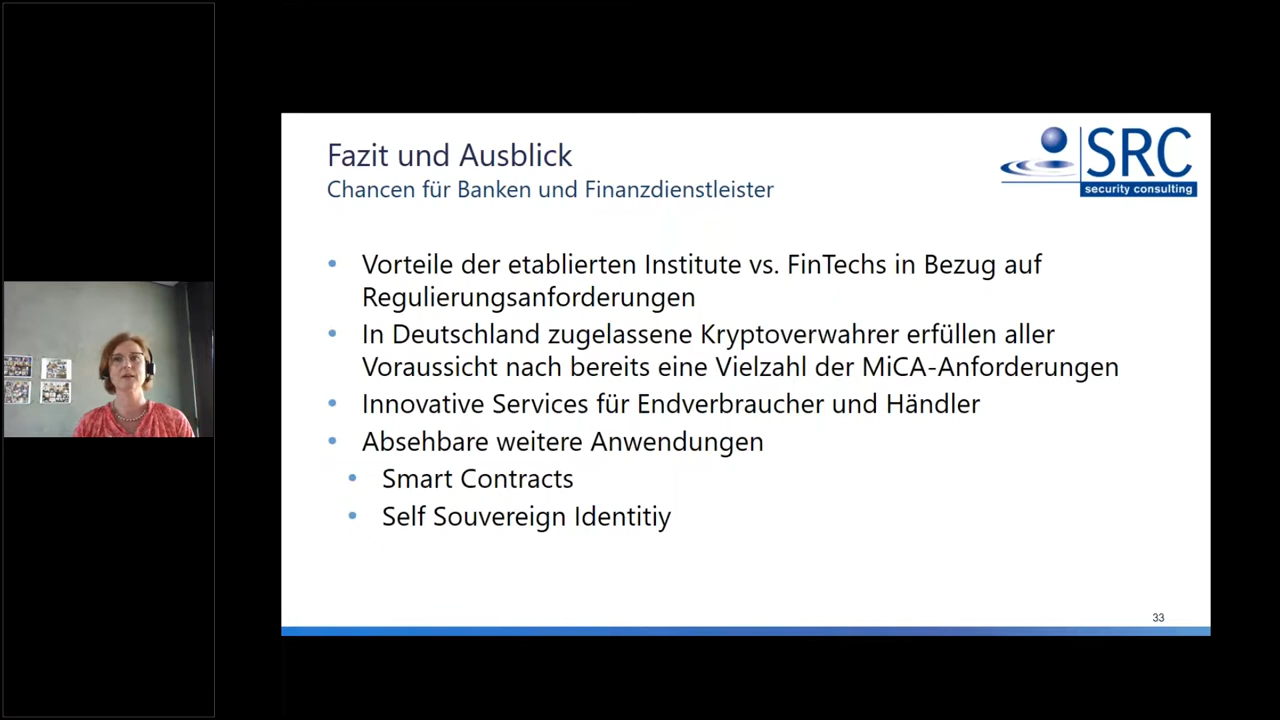 Fazit und Ausblick
Chancen für Banken und Finanzdienstleister
SRC
security consulting
• Vorteile der etablierten Institute vs. FinTechs in Bezug auf
Regulierungsanforderungen
• In Deutschland zugelassene Kryptoverwahrer erfüllen aller
Voraussicht nach bereits eine Vielzahl der MiCA-Anforderungen
• Innovative Services für Endverbraucher und Händler
• Absehbare weitere Anwendungen
• Smart Contracts
• Self Souvereign Identitiy
33